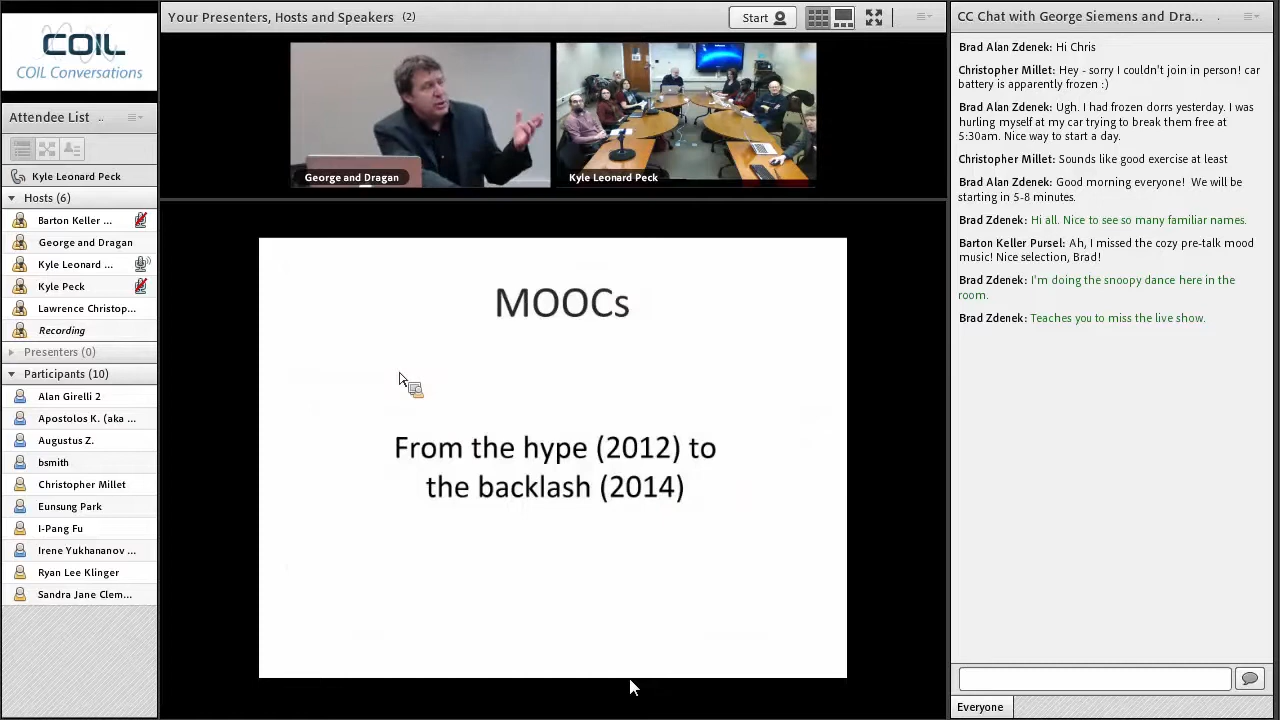 COIL
COIL Conversations
Attendee List ..
Kyle Leonard Peck
Hosts (6)
Barton Keller ...
George and Dragan
Kyle Leonard ...
Kyle Peck
Lawrence Christop...
Recording
Presenters (0)
Participants (10)
Alan Girelli 2
Apostolos K. (aka ...
Augustus Z.
bsmith
Christopher Millet
Eunsung Park
I-Pang Fu
Irene Yukhananov ...
Ryan Lee Klinger
Sandra Jane Clem...
Your Presenters, Hosts and Speakers (2)
Start
George and Dragan
Kyle Leonard Peck
MOOCs
From the hype (2012) to
the backlash (2014)
CC Chat with George Siemens and Dra... .
Brad Alan Zdenek: Hi Chris
Christopher Millet: Hey - sorry I couldn't join in person! car
battery is apparently frozen :)
Brad Alan Zdenek: Ugh. I had frozen dorrs yesterday. I was
hurling myself at my car trying to break them free at
5:30am. Nice way to start a day.
Christopher Millet: Sounds like good exercise at least
Brad Alan Zdenek: Good morning everyone! We will be
starting in 5-8 minutes.
Brad Zdenek: Hi all. Nice to see so many familiar names.
Barton Keller Pursel: Ah, I missed the cozy pre-talk mood
music! Nice selection, Brad!
Brad Zdenek: I'm doing the snoopy dance here in the
room.
Brad Zdenek: Teaches you to miss the live show.
Everyone